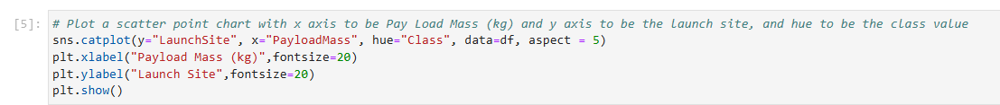 [5]: # Plot a scatter point chart with x axis to be Pay Load Mass (kg) and y axis to be the launch site, and hue to be the class value
sns.catplot(y="LaunchSite", x="PayloadMass", hue="Class", data=df, aspect = 5)
plt.xlabel("Payload Mass (kg)",fontsize=20)
plt.ylabel("Launch Site",fontsize=20)
plt.show()